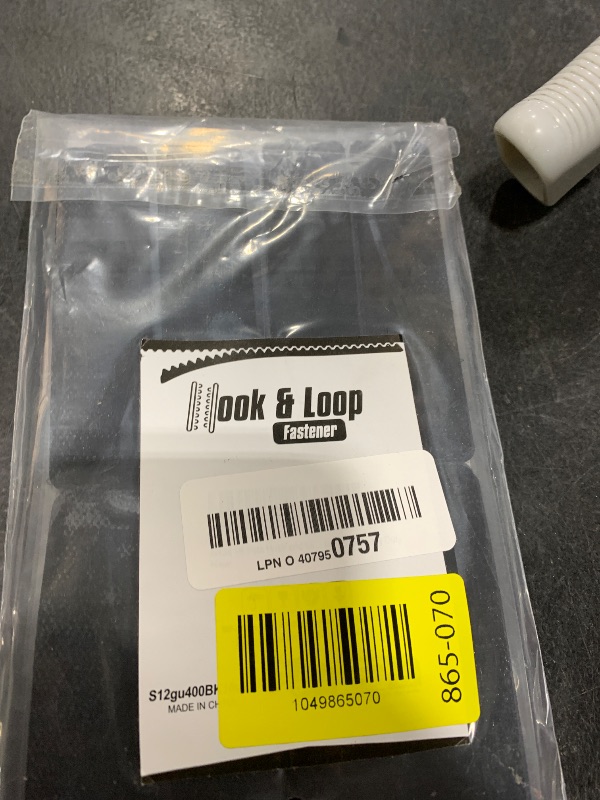 Hook & Loop
Fastener
LPN O 40795 0757
865-070
1049865070
S12gu400BK
MADE IN CH